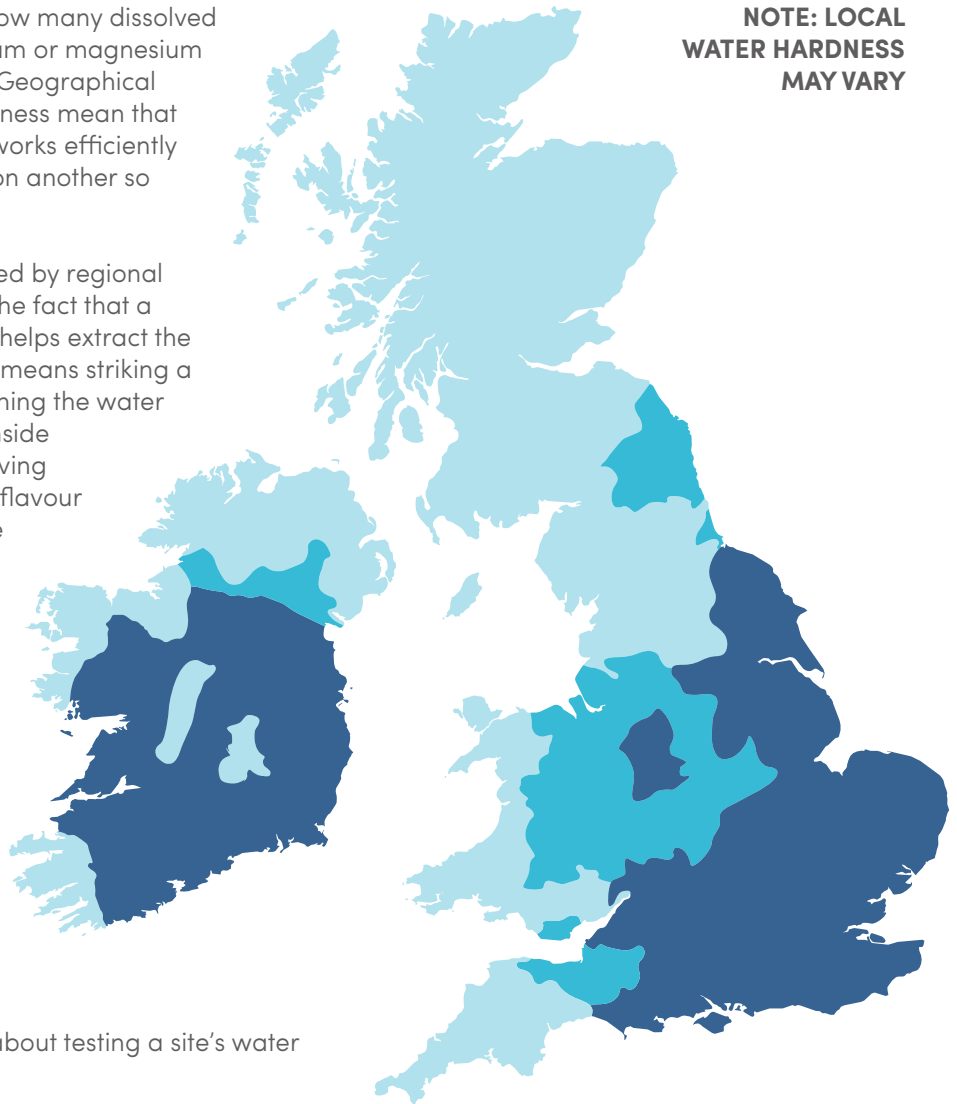 ow many dissolved
um or magnesium
Geographical
ness mean that
works efficiently
on another so
ed by regional
he fact that a
helps extract the
means striking a
ning the water
nside
ving
flavour
e
about testing a site's water
NOTE: LOCAL
WATER HARDNESS
MAY VARY